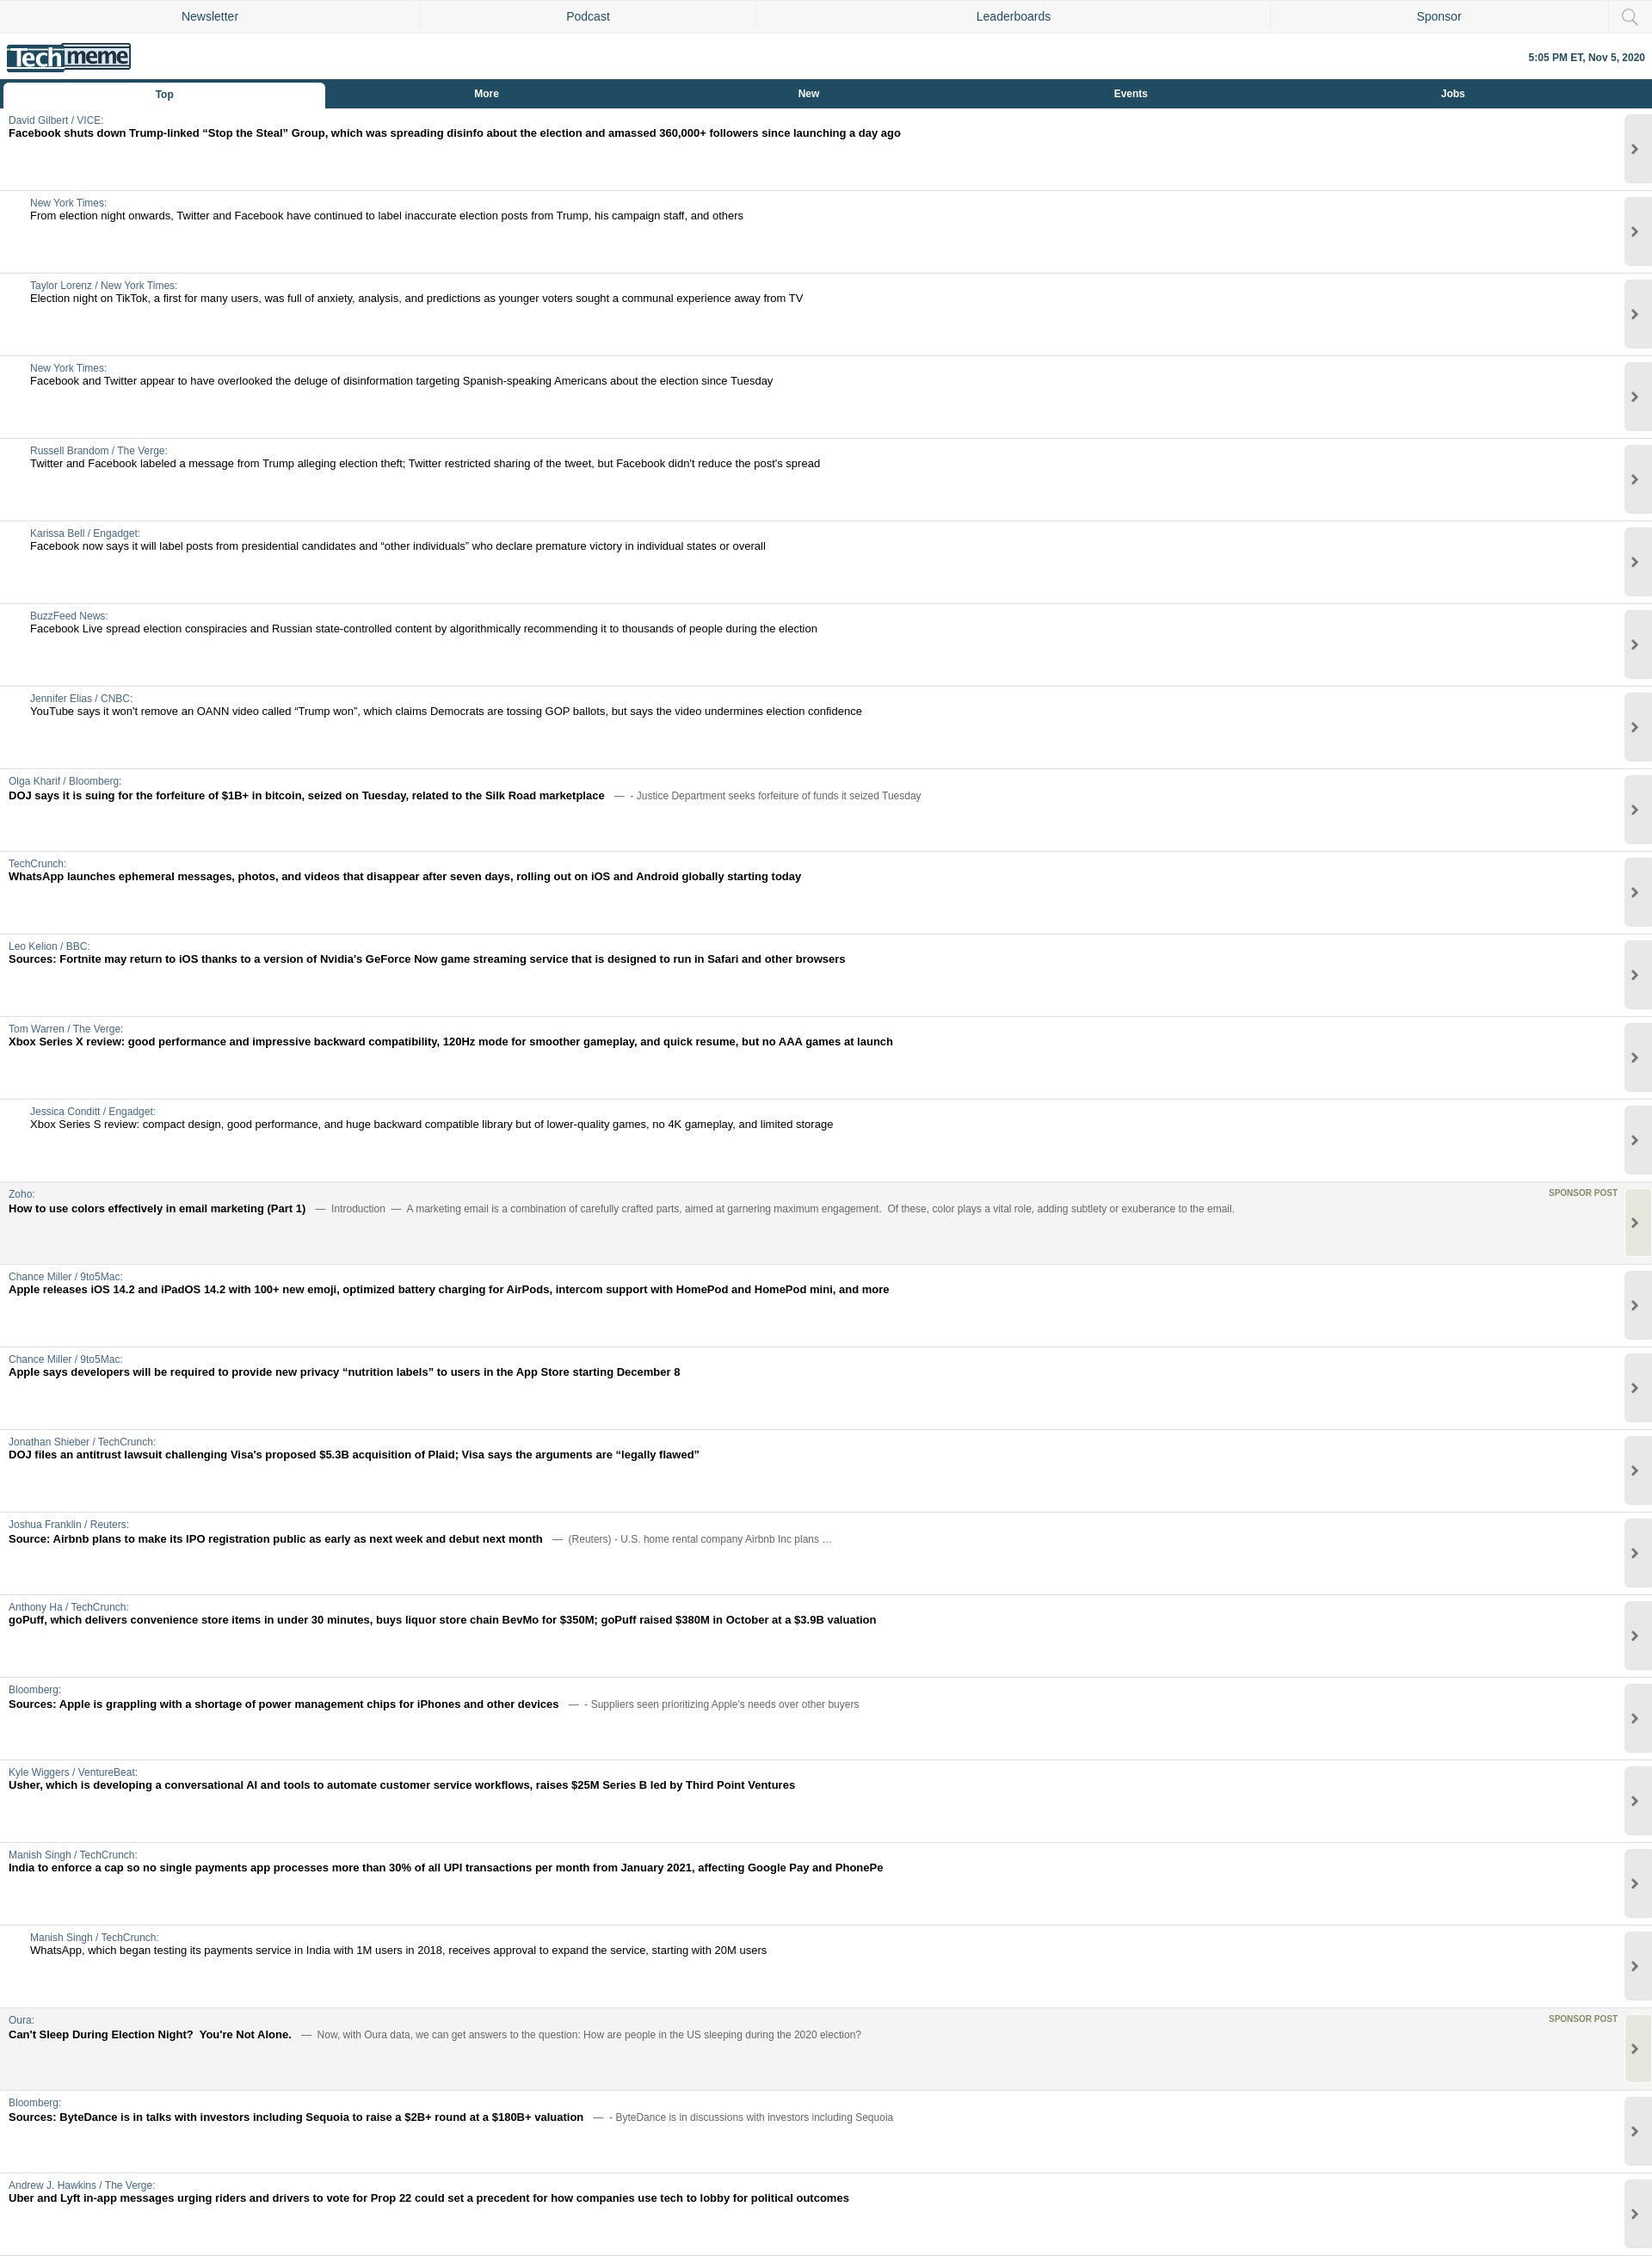 Newsletter
Podcast
Leaderboards
Sponsor
Techmeme
5:05 PM ET, Nov 5, 2020
Top
More
New
Events
Jobs
David Gilbert / VICE:
Facebook shuts down Trump-linked “Stop the Steal” Group, which was spreading disinfo about the election and amassed 360,000+ followers since launching a day ago
New York Times:
From election night onwards, Twitter and Facebook have continued to label inaccurate election posts from Trump, his campaign staff, and others
Taylor Lorenz / New York Times:
Election night on TikTok, a first for many users, was full of anxiety, analysis, and predictions as younger voters sought a communal experience away from TV
New York Times:
Facebook and Twitter appear to have overlooked the deluge of disinformation targeting Spanish-speaking Americans about the election since Tuesday
Russell Brandom / The Verge:
Twitter and Facebook labeled a message from Trump alleging election theft; Twitter restricted sharing of the tweet, but Facebook didn't reduce the post's spread
Karissa Bell / Engadget:
Facebook now says it will label posts from presidential candidates and “other individuals” who declare premature victory in individual states or overall
BuzzFeed News:
Facebook Live spread election conspiracies and Russian state-controlled content by algorithmically recommending it to thousands of people during the election
Jennifer Elias / CNBC:
YouTube says it won't remove an OANN video called “Trump won”, which claims Democrats are tossing GOP ballots, but says the video undermines election confidence
Olga Kharif / Bloomberg:
DOJ says it is suing for the forfeiture of $1B+ in bitcoin, seized on Tuesday, related to the Silk Road marketplace — - Justice Department seeks forfeiture of funds it seized Tuesday
TechCrunch:
WhatsApp launches ephemeral messages, photos, and videos that disappear after seven days, rolling out on iOS and Android globally starting today
Leo Kelion / BBC:
Sources: Fortnite may return to iOS thanks to a version of Nvidia's GeForce Now game streaming service that is designed to run in Safari and other browsers
Tom Warren / The Verge:
Xbox Series X review: good performance and impressive backward compatibility, 120Hz mode for smoother gameplay, and quick resume, but no AAA games at launch
Jessica Conditt / Engadget:
Xbox Series S review: compact design, good performance, and huge backward compatible library but of lower-quality games, no 4K gameplay, and limited storage
Zoho:
SPONSOR POST
How to use colors effectively in email marketing (Part 1) — Introduction — A marketing email is a combination of carefully crafted parts, aimed at garnering maximum engagement. Of these, color plays a vital role, adding subtlety or exuberance to the email.
Chance Miller / 9to5Mac:
Apple releases iOS 14.2 and iPadOS 14.2 with 100+ new emoji, optimized battery charging for AirPods, intercom support with HomePod and HomePod mini, and more
Chance Miller / 9to5Mac:
Apple says developers will be required to provide new privacy “nutrition labels” to users in the App Store starting December 8
Jonathan Shieber / TechCrunch:
DOJ files an antitrust lawsuit challenging Visa's proposed $5.3B acquisition of Plaid; Visa says the arguments are “legally flawed”
Joshua Franklin / Reuters:
Source: Airbnb plans to make its IPO registration public as early as next week and debut next month — (Reuters) - U.S. home rental company Airbnb Inc plans …
Anthony Ha / TechCrunch:
goPuff, which delivers convenience store items in under 30 minutes, buys liquor store chain BevMo for $350M; goPuff raised $380M in October at a $3.9B valuation
Bloomberg:
Sources: Apple is grappling with a shortage of power management chips for iPhones and other devices — - Suppliers seen prioritizing Apple's needs over other buyers
Kyle Wiggers / VentureBeat:
Usher, which is developing a conversational AI and tools to automate customer service workflows, raises $25M Series B led by Third Point Ventures
Manish Singh / TechCrunch:
India to enforce a cap so no single payments app processes more than 30% of all UPI transactions per month from January 2021, affecting Google Pay and PhonePe
Manish Singh / TechCrunch:
WhatsApp, which began testing its payments service in India with 1M users in 2018, receives approval to expand the service, starting with 20M users
Oura:
SPONSOR POST
Can't Sleep During Election Night? You're Not Alone. — Now, with Oura data, we can get answers to the question: How are people in the US sleeping during the 2020 election?
Bloomberg:
Sources: ByteDance is in talks with investors including Sequoia to raise a $2B+ round at a $180B+ valuation — - ByteDance is in discussions with investors including Sequoia
Andrew J. Hawkins / The Verge:
Uber and Lyft in-app messages urging riders and drivers to vote for Prop 22 could set a precedent for how companies use tech to lobby for political outcomes